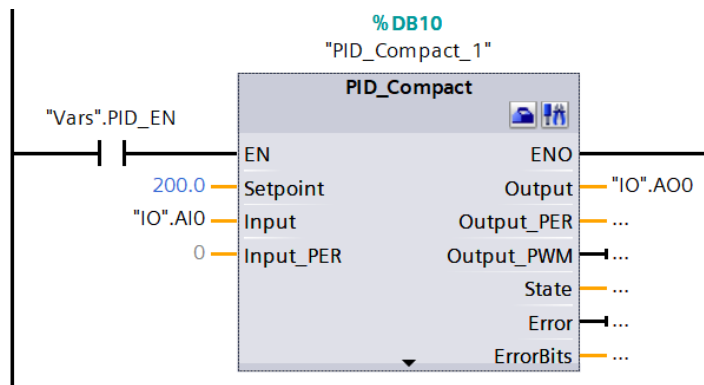 %DB10
"PID_Compact_1"
PID_Compact
"Vars".PID_EN
EN ENO
200.0 Setpoint Output "IO".AO0
"IO".AI0 Input Output_PER ...
0 Input_PER Output_PWM ...
State ...
Error ...
ErrorBits ...